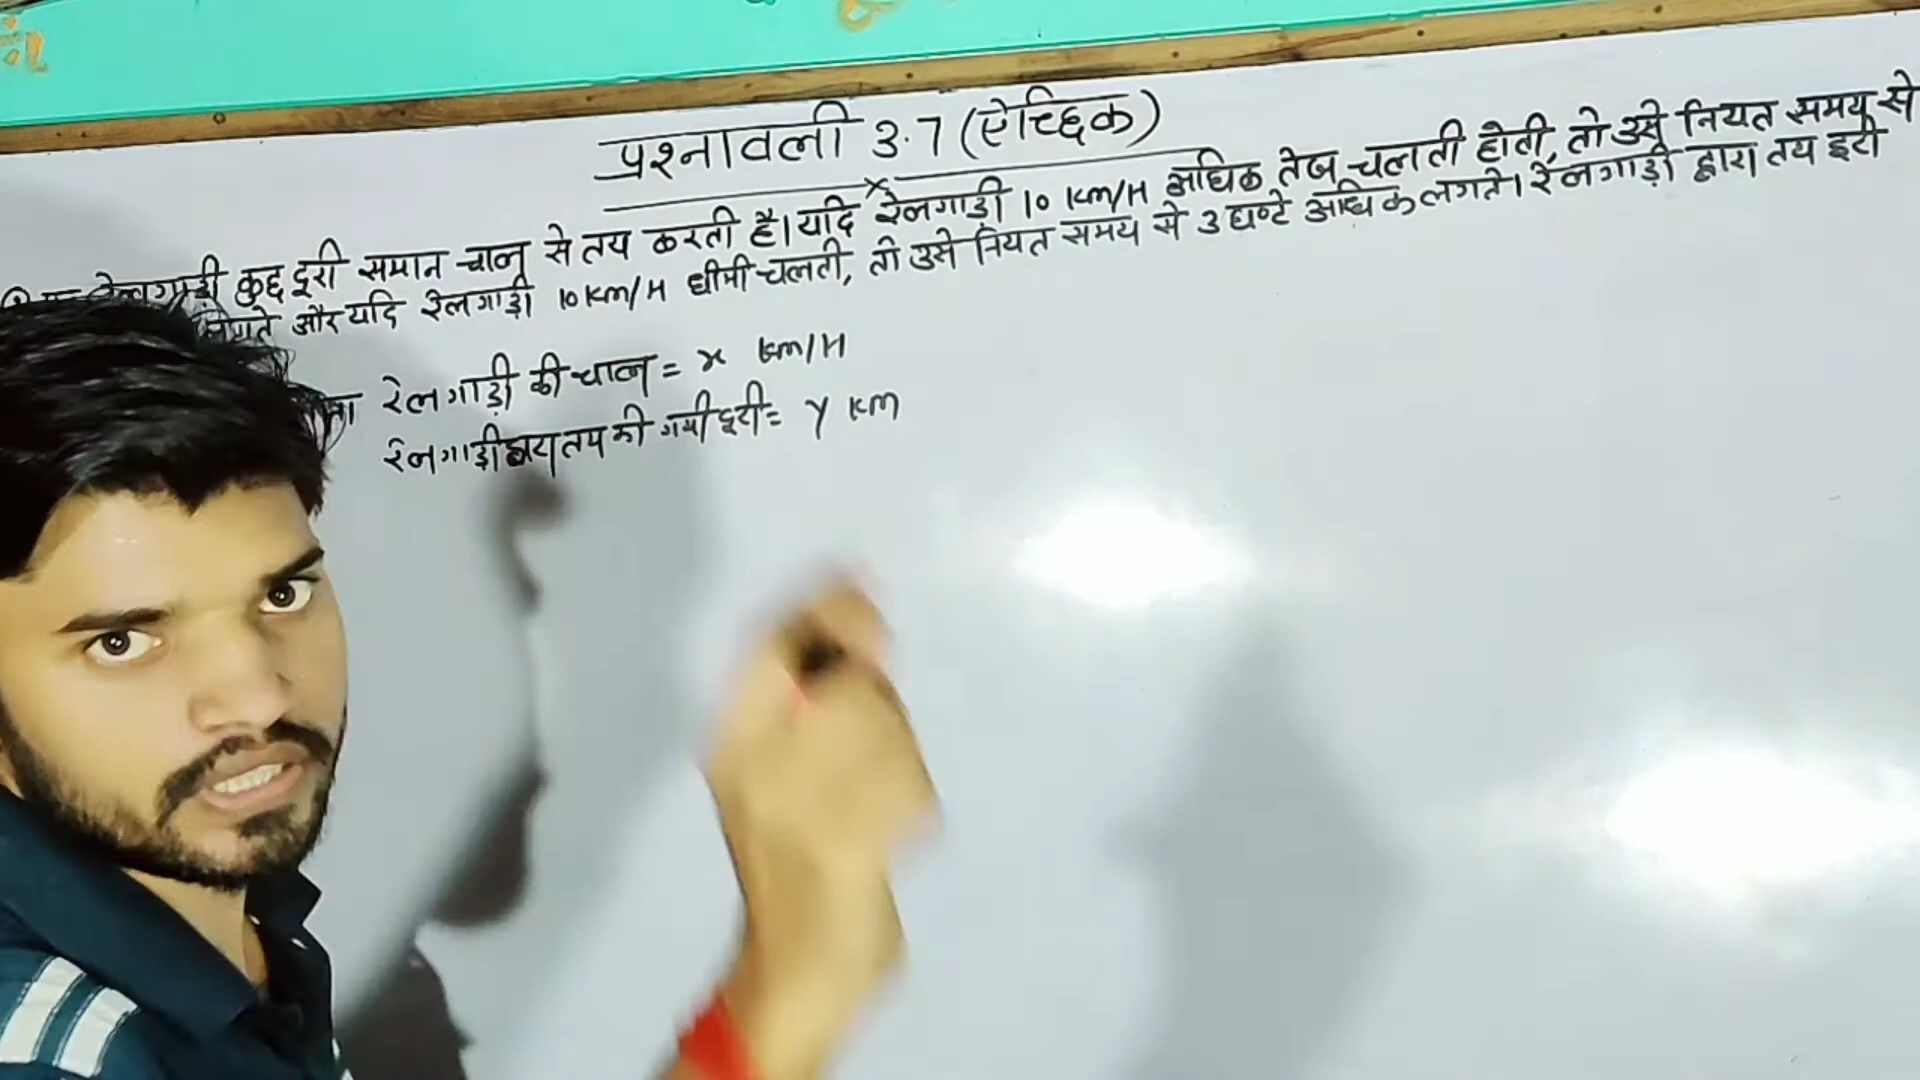 प्रश्नावली 3.7 (ऐच्छिक)
रेलगाड़ी कुछ दूरी समान चाल से तय करती है। यदि रेलगाड़ी 10 km/H अधिक तेज चलती होती, तो उसे नियत समय से
लगते और यदि रेलगाड़ी 10 km/H धीमी चलती, तो उसे नियत समय से 3 घण्टे अधिक लगते। रेलगाड़ी द्वारा तय दूरी
रेलगाड़ी की चाल = x km/H
रेलगाड़ी द्वारा तय की गयी दूरी = y km